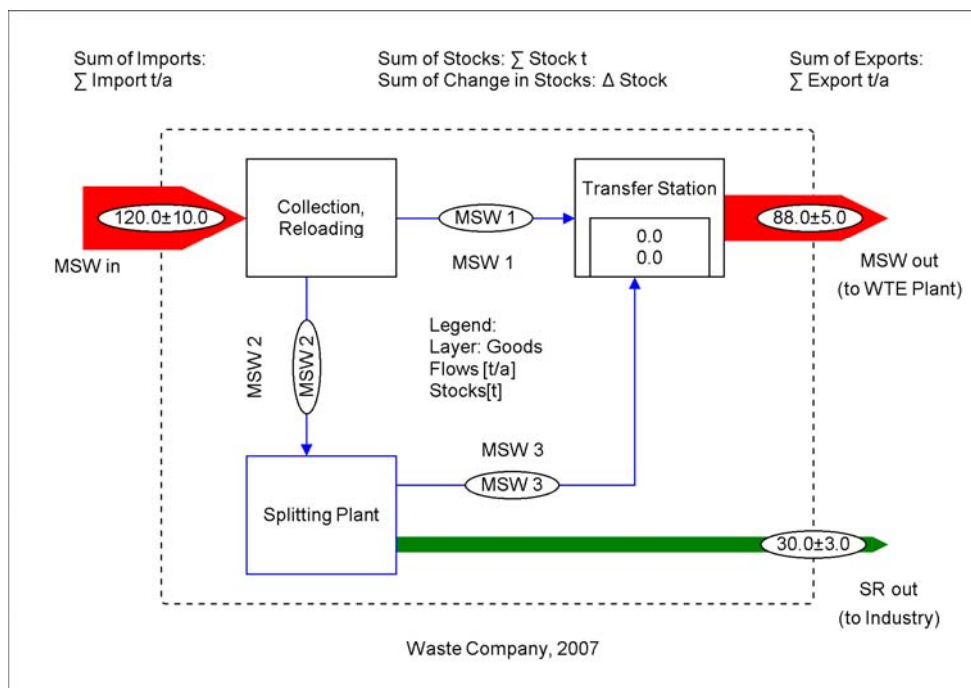 Sum of Imports:
∑ Import t/a
Sum of Stocks: ∑ Stock t
Sum of Change in Stocks: Δ Stock
Sum of Exports:
∑ Export t/a
120.0±10.0
MSW in
Collection,
Reloading
MSW 1
MSW 1
Transfer Station
0.0
0.0
88.0±5.0
MSW out
(to WTE Plant)
MSW 2
MSW 2
Legend:
Layer: Goods
Flows [t/a]
Stocks[t]
MSW 3
MSW 3
Splitting Plant
30.0±3.0
SR out
(to Industry)
Waste Company, 2007